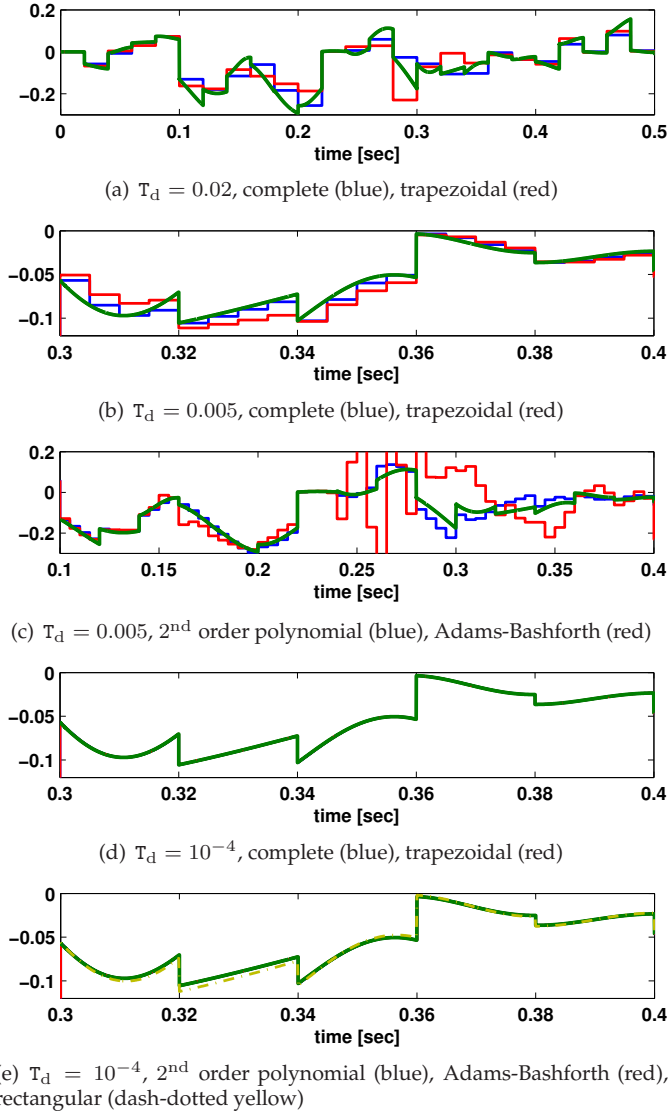 0
−0.2
0 0.1 0.2 0.3 0.4 0.5
time [sec]
(a) T_d = 0.02, complete (blue), trapezoidal (red)
0
−0.05
−0.1
0.3 0.32 0.34 0.36 0.38 0.4
time [sec]
(b) T_d = 0.005, complete (blue), trapezoidal (red)
0.2
0
−0.2
0.1 0.15 0.2 0.25 0.3 0.35 0.4
time [sec]
(c) T_d = 0.005, 2nd order polynomial (blue), Adams-Bashforth (red)
0
−0.05
−0.1
0.3 0.32 0.34 0.36 0.38 0.4
time [sec]
(d) T_d = 10−4, complete (blue), trapezoidal (red)
0
−0.05
−0.1
0.3 0.32 0.34 0.36 0.38 0.4
time [sec]
(e) T_d = 10−4, 2nd order polynomial (blue), Adams-Bashforth (red),
rectangular (dash-dotted yellow)